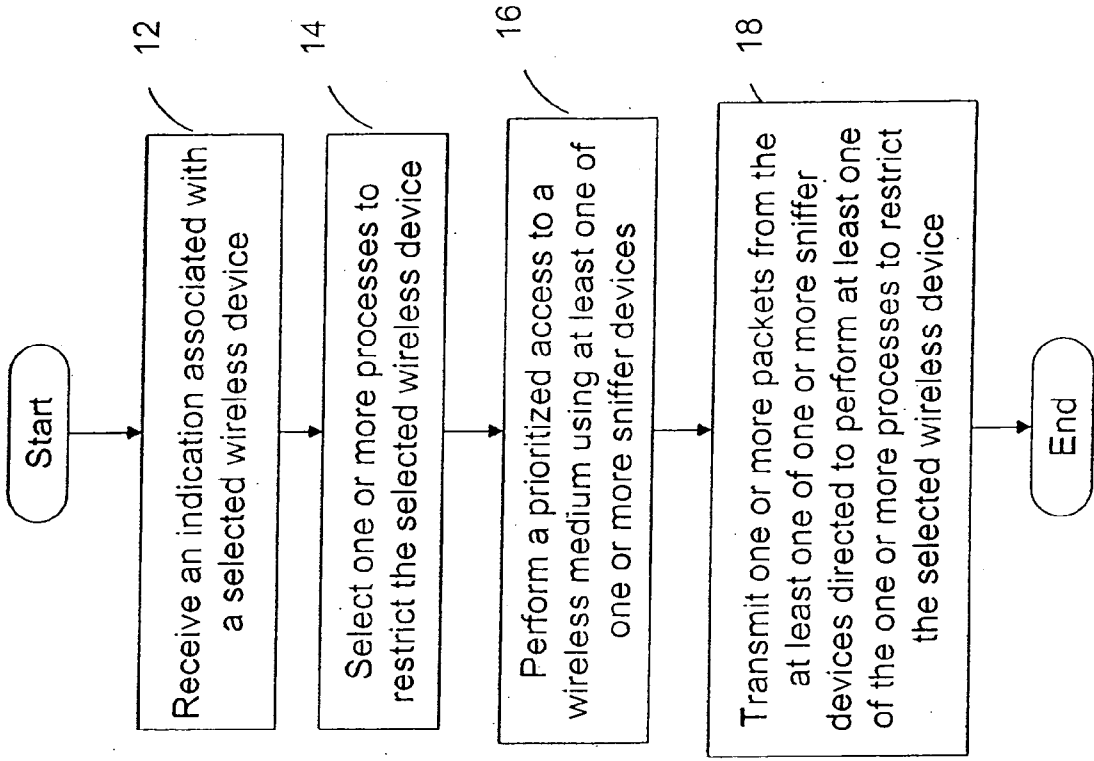 Start
12
Receive an indication associated with
a selected wireless device
14
Select one or more processes to
restrict the selected wireless device
16
Perform a prioritized access to a
wireless medium using at least one of
one or more sniffer devices
18
Transmit one or more packets from the
at least one of one or more sniffer
devices directed to perform at least one
of the one or more processes to restrict
the selected wireless device
End